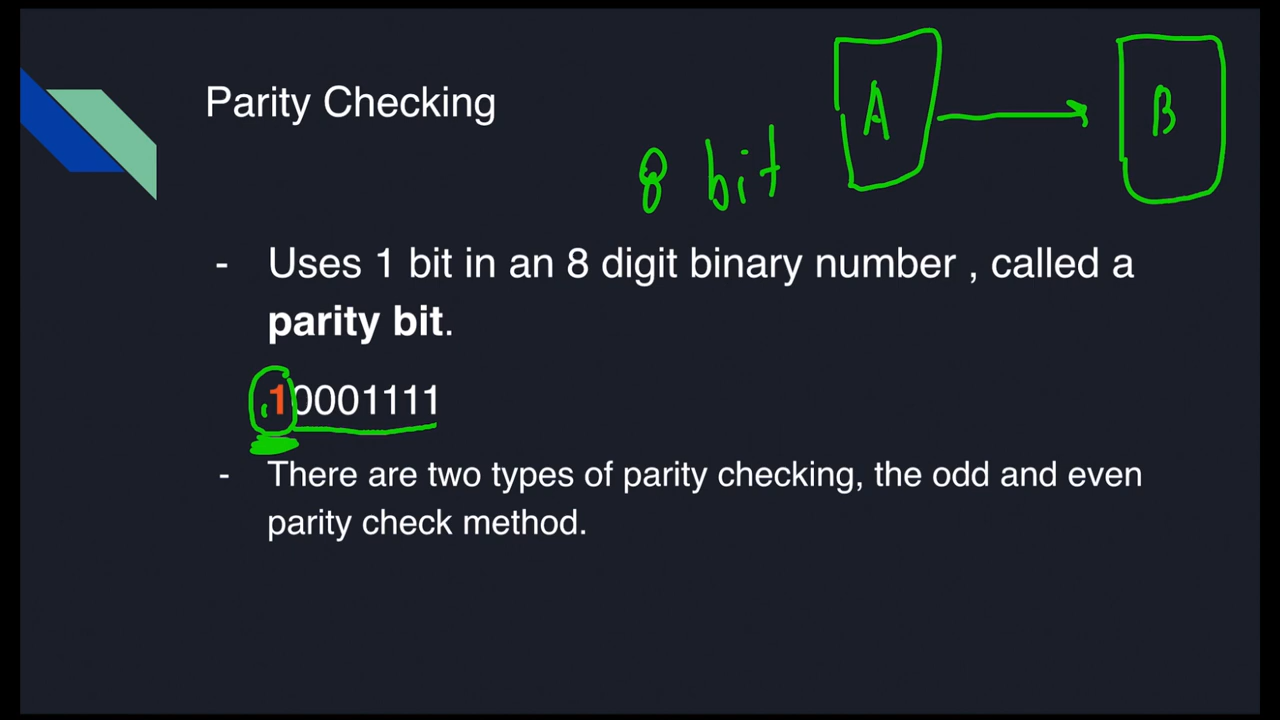 Parity Checking
A
B
8 bit
- Uses 1 bit in an 8 digit binary number , called a
parity bit.
10001111
- There are two types of parity checking, the odd and even
parity check method.